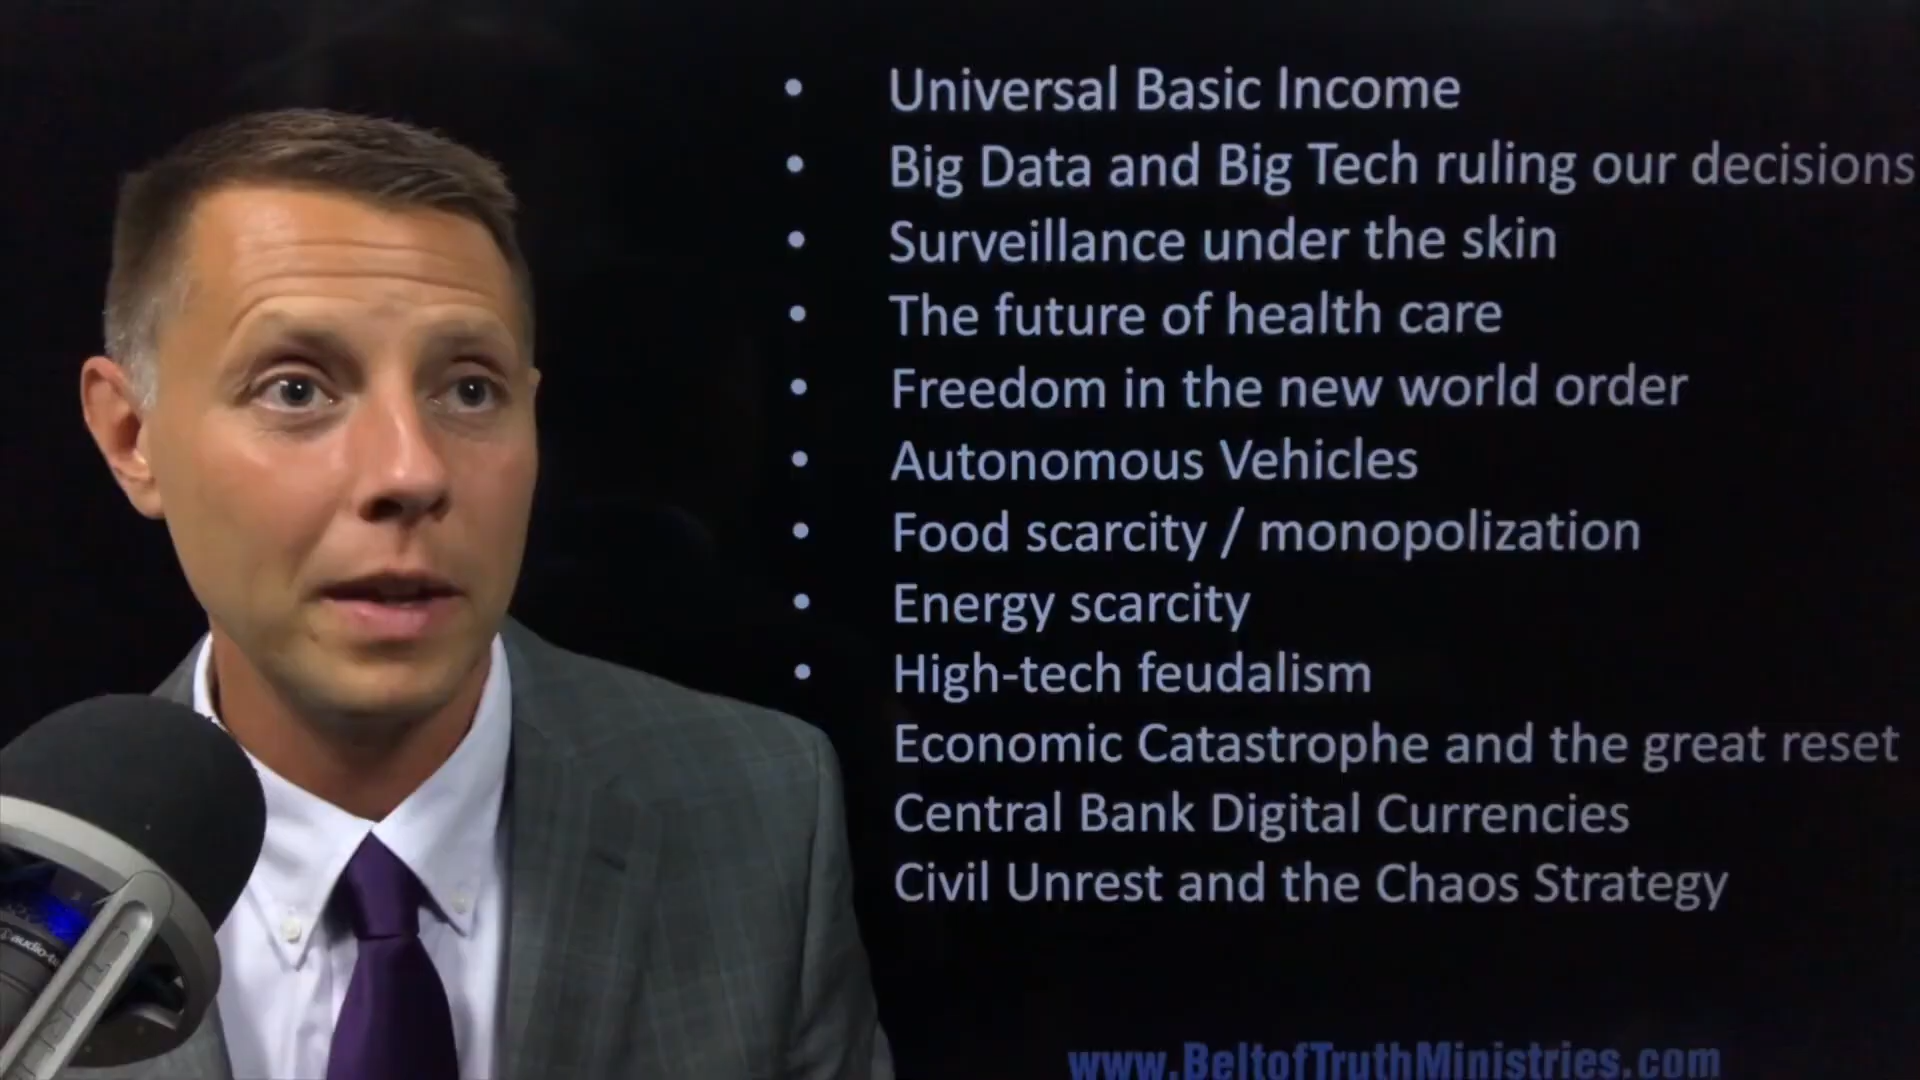 • Universal Basic Income
• Big Data and Big Tech ruling our decisions
• Surveillance under the skin
• The future of health care
• Freedom in the new world order
• Autonomous Vehicles
• Food scarcity / monopolization
• Energy scarcity
• High-tech feudalism
Economic Catastrophe and the great reset
Central Bank Digital Currencies
Civil Unrest and the Chaos Strategy
www.BeltofTruthMinistries.com